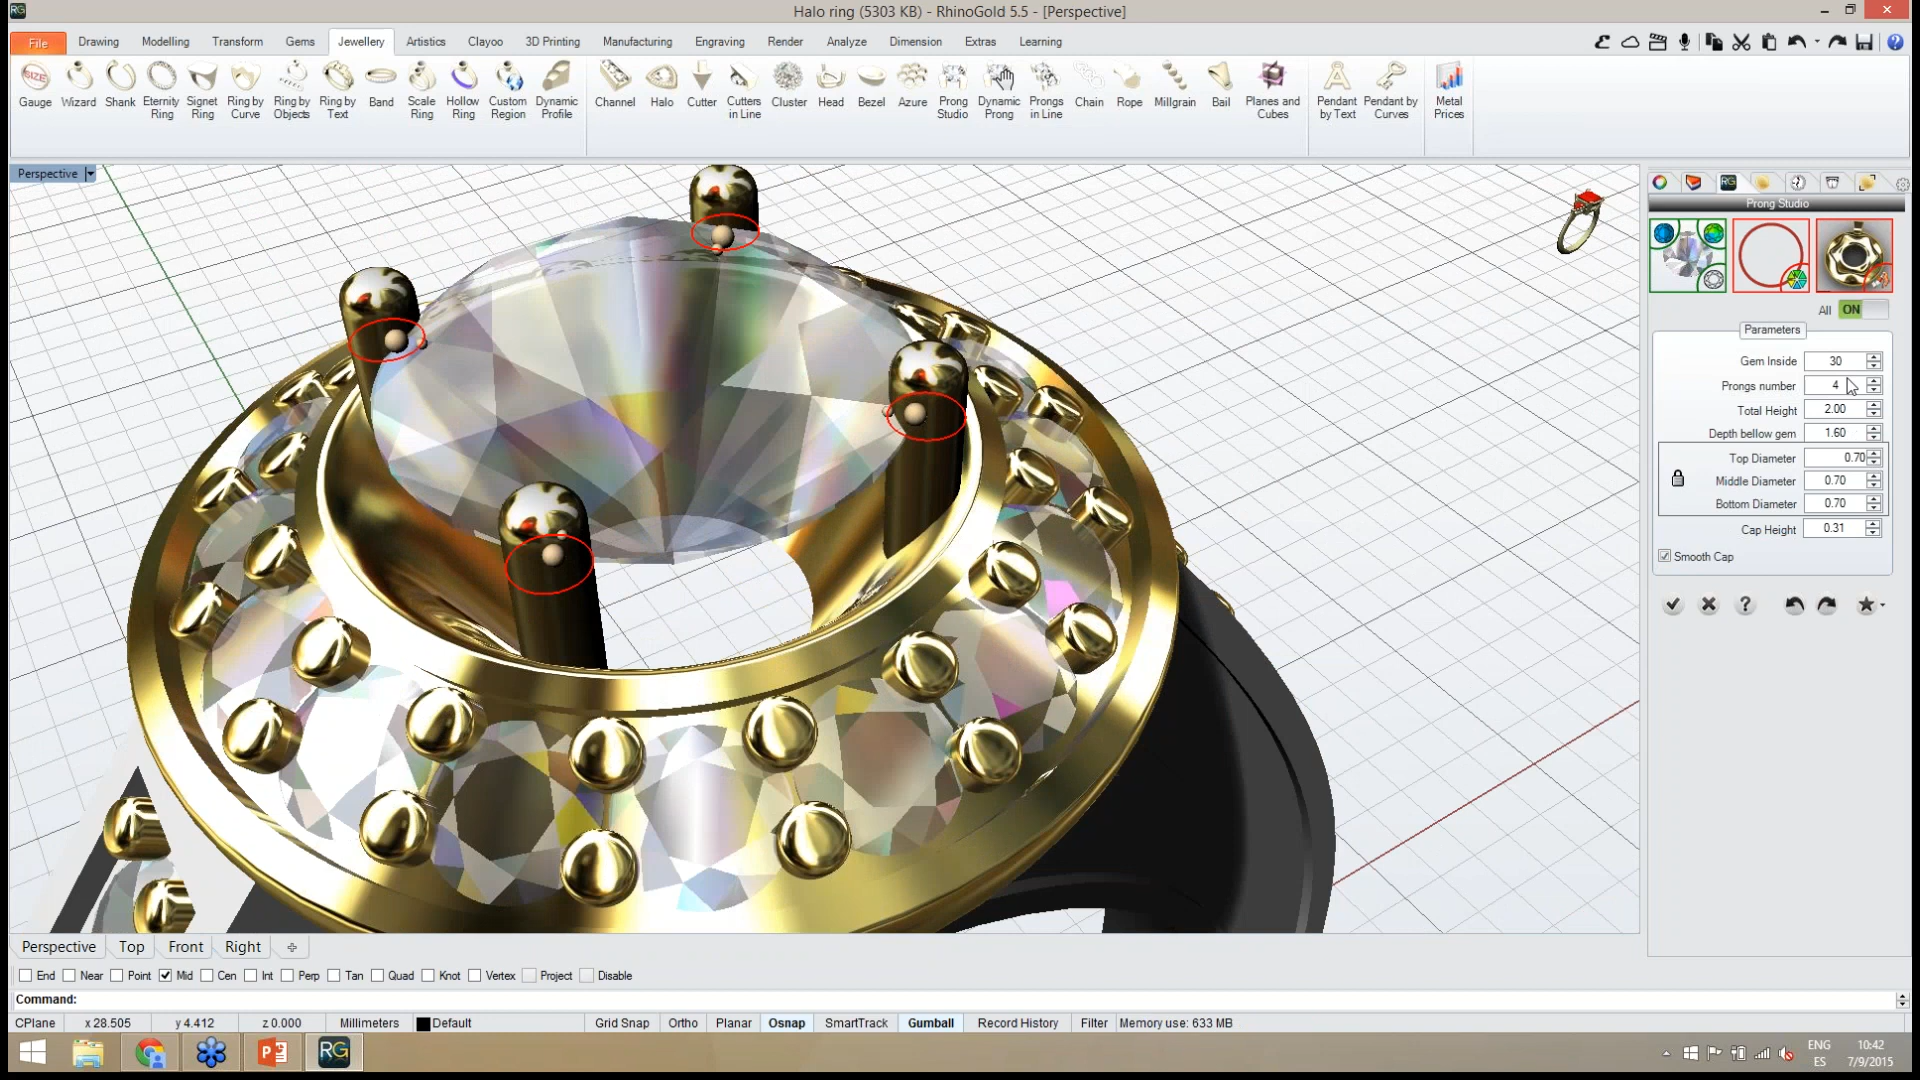 RG
Halo ring (5303 KB) - RhinoGold 5.5 - [Perspective]
File Drawing Modelling Transform Gems Jewellery Artistics Clayoo 3D Printing Manufacturing Engraving Render Analyze Dimension Extras Learning
SIZE
Gauge Wizard Shank Eternity Ring Signet Ring Ring by Curve Ring by Objects Ring by Text Band Scale Ring Hollow Ring Custom Region Dynamic Profile Channel Halo Cutter Cutters in Line Cluster Head Bezel Azure Prong Studio Dynamic Prong Prongs in Line Chain Rope Millgrain Bail Planes and Cubes Pendant by Text Pendant by Curves Metal Prices
Perspective
RG
Prong Studio
All ON
Parameters
Gem Inside 30
Prongs number 4
Total Height 2.00
Depth bellow gem 1.60
Top Diameter 0.70
Middle Diameter 0.70
Bottom Diameter 0.70
Cap Height 0.31
Smooth Cap
Perspective Top Front Right
End Near Point Mid Cen Int Perp Tan Quad Knot Vertex Project Disable
Command:
CPlane x 28.505 y 4.412 z 0.000 Millimeters Default Grid Snap Ortho Planar Osnap SmartTrack Gumball Record History Filter Memory use: 633 MB
RG
ENG
ES
10:42
7/9/2015